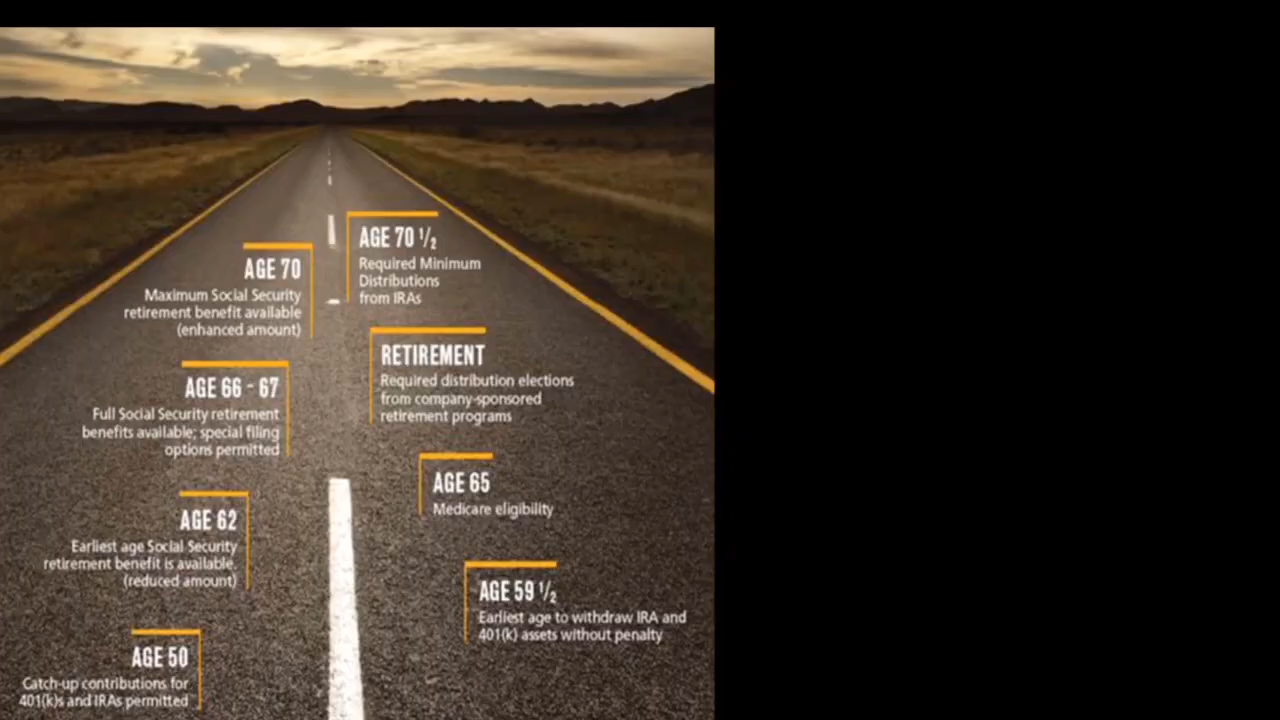 AGE 70 ½
Required Minimum
Distributions
from IRAs
AGE 70
Maximum Social Security
retirement benefit available
(enhanced amount)
RETIREMENT
Required distribution elections
from company-sponsored
retirement programs
AGE 66 - 67
Full Social Security retirement
benefits available; special filing
options permitted
AGE 65
Medicare eligibility
AGE 62
Earliest age Social Security
retirement benefit is available.
(reduced amount)
AGE 59 ½
Earliest age to withdraw IRA and
401(k) assets without penalty
AGE 50
Catch-up contributions for
401(k)s and IRAs permitted